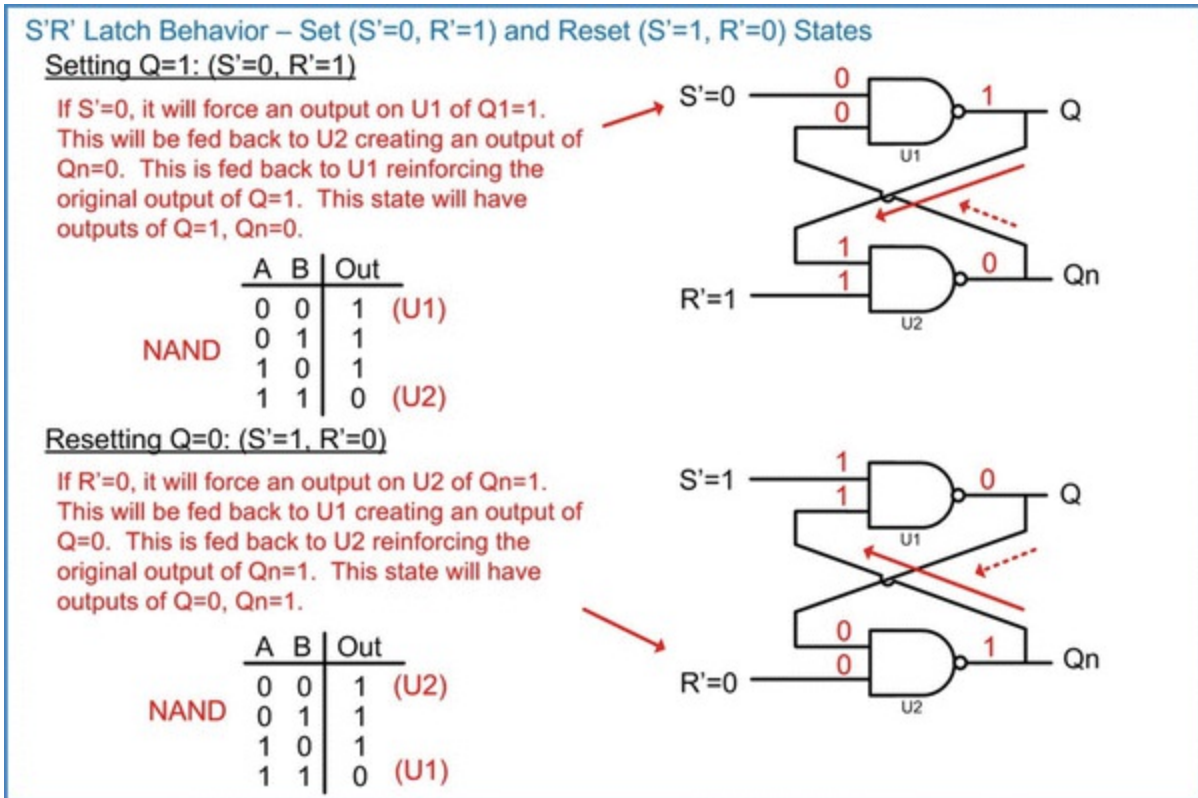 S'R' Latch Behavior – Set (S'=0, R'=1) and Reset (S'=1, R'=0) States
Setting Q=1: (S'=0, R'=1)
If S'=0, it will force an output on U1 of Q1=1.
This will be fed back to U2 creating an output of
Qn=0. This is fed back to U1 reinforcing the
original output of Q=1. This state will have
outputs of Q=1, Qn=0.
A B Out
0 0 1 (U1)
0 1 1
1 0 1
1 1 0 (U2)
NAND
S'=0
0
0
1
Q
U1
1
1
0
Qn
R'=1
U2
Resetting Q=0: (S'=1, R'=0)
If R'=0, it will force an output on U2 of Qn=1.
This will be fed back to U1 creating an output of
Q=0. This is fed back to U2 reinforcing the
original output of Qn=1. This state will have
outputs of Q=0, Qn=1.
A B Out
0 0 1 (U2)
0 1 1
1 0 1
1 1 0 (U1)
NAND
S'=1
1
1
0
Q
U1
0
0
1
Qn
R'=0
U2